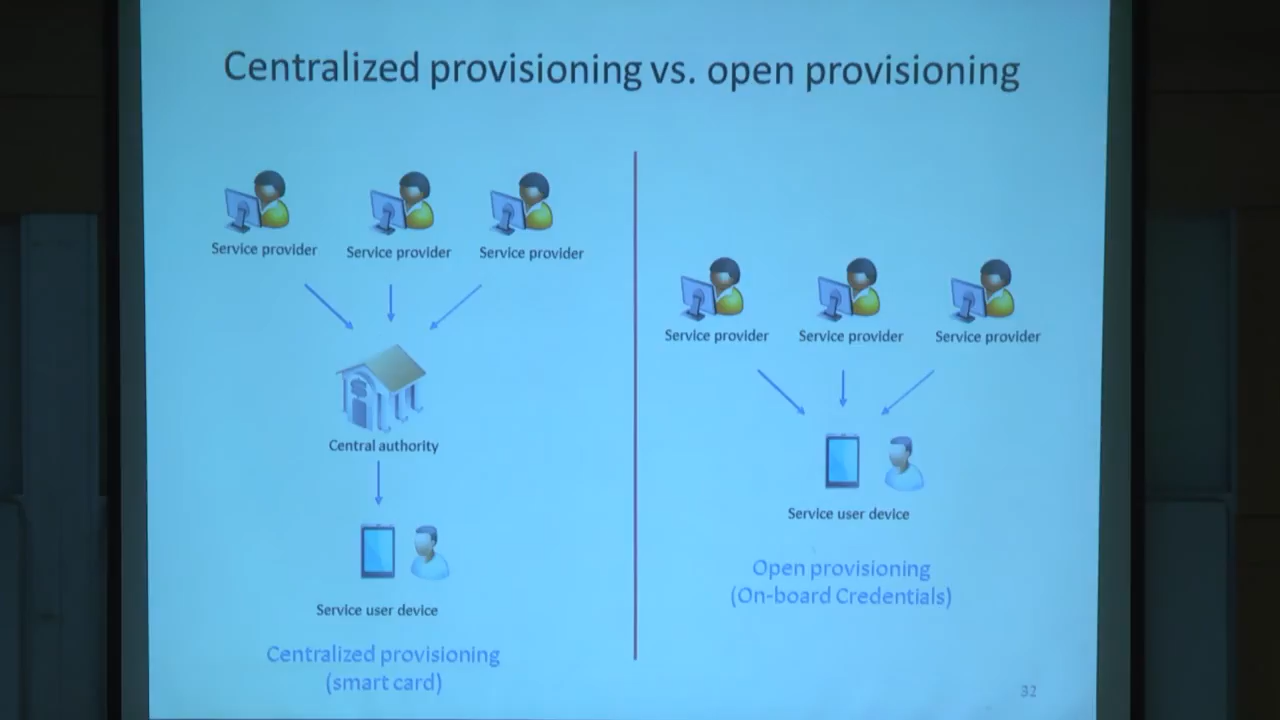 Centralized provisioning vs. open provisioning
Service provider
Service provider
Service provider
Central authority
Service user device
Centralized provisioning
(smart card)
Service provider
Service provider
Service provider
Service user device
Open provisioning
(On-board Credentials)
32